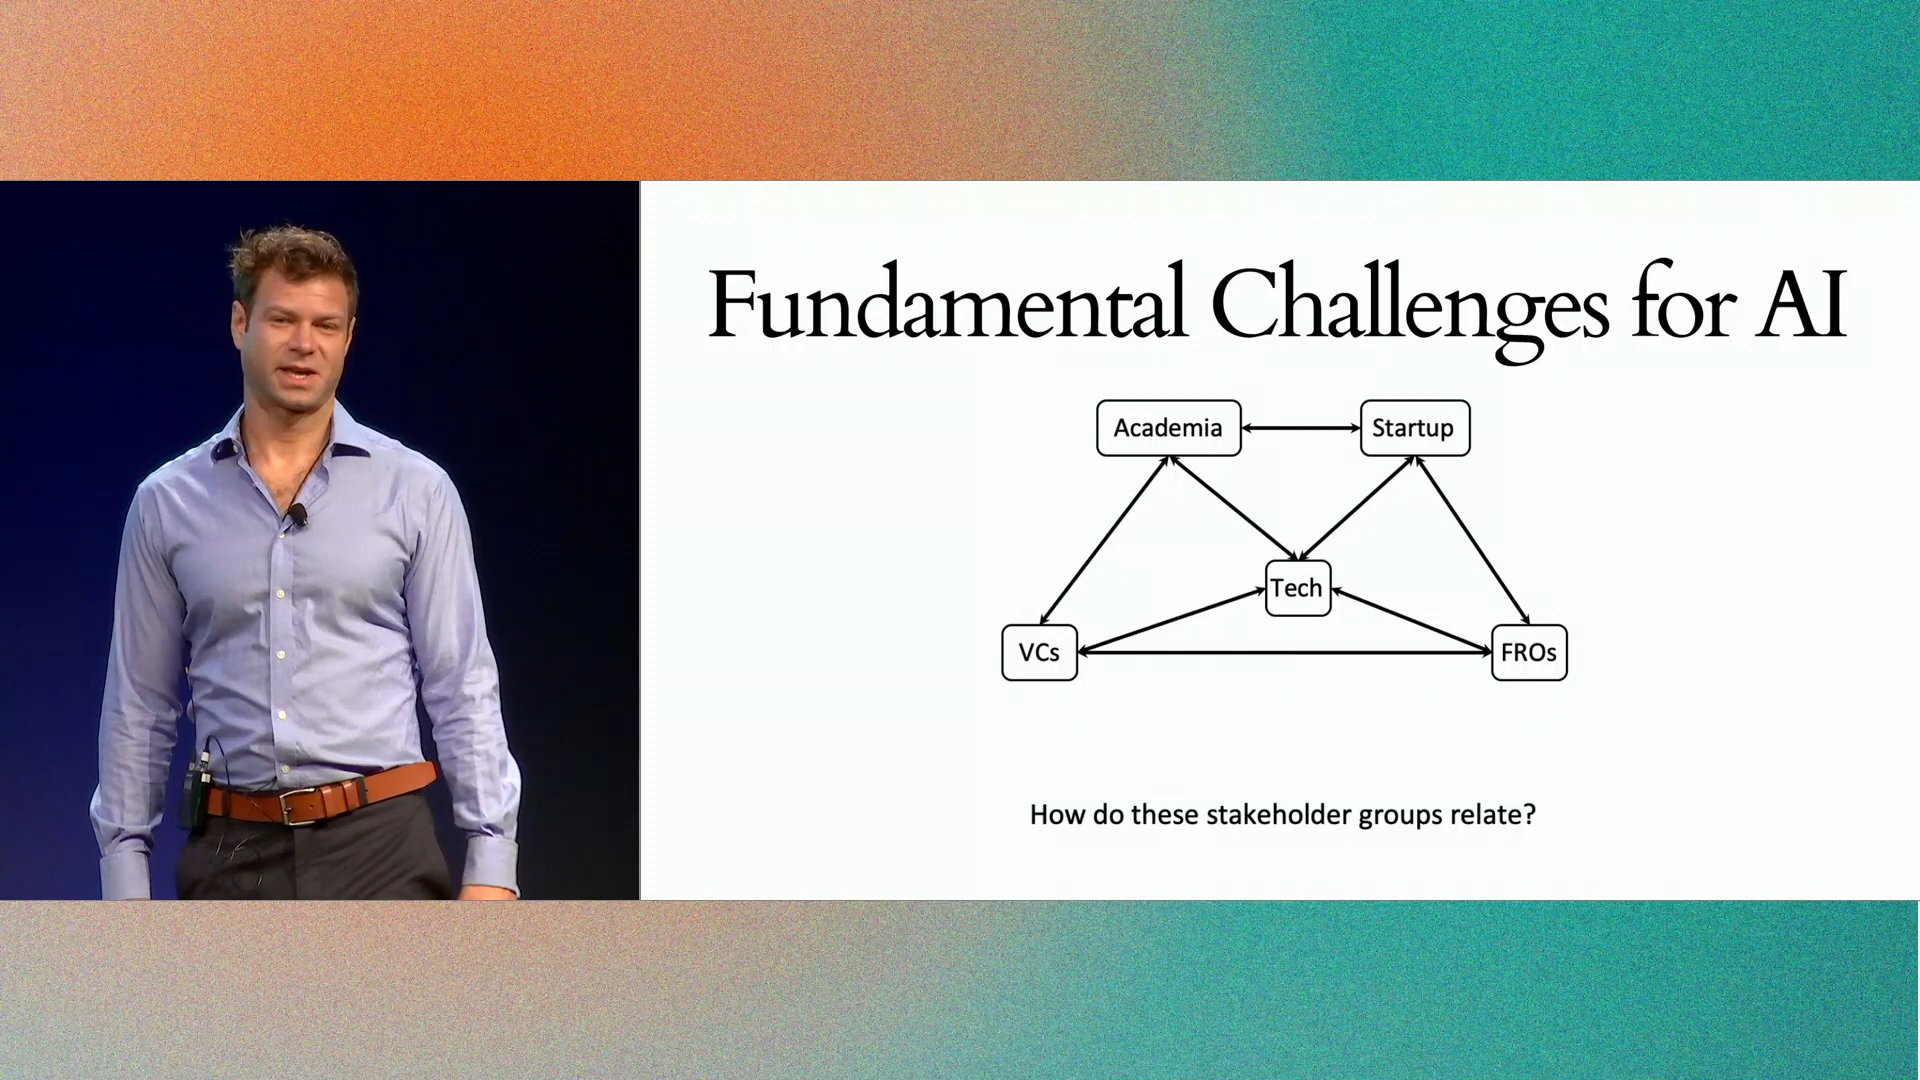 Fundamental Challenges for AI
Academia
Startup
Tech
VCs
FROs
How do these stakeholder groups relate?